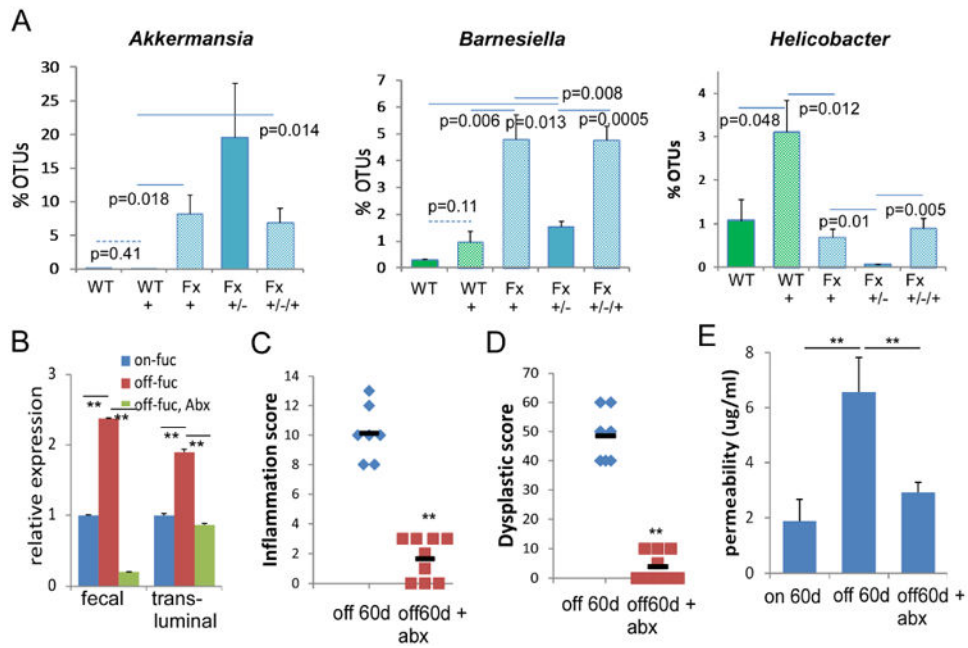 A
Akkermansia
Barnesiella
Helicobacter
30
25
20
15
10
5
0
% OTUs
p=0.014
p=0.018
p=0.41
WT WT Fx Fx Fx
+ + +/- +/-/+
7
6
5
4
3
2
1
0
% OTUs
p=0.008
p=0.006 p=0.013 p=0.0005
p=0.11
WT WT Fx Fx Fx
+ + +/- +/-/+
4
3
2
1
0
% OTUs
p=0.048
p=0.012
p=0.01
p=0.005
WT WT Fx Fx Fx
+ + +/- +/-/+
B
on-fuc
off-fuc
off-fuc, Abx
3
2
1
0
relative expression
** ** ** **
fecal trans-
luminal
C
14
12
10
8
6
4
2
0
Inflammation score
**
off 60d off60d +
abx
D
70
60
50
40
30
20
10
0
Dysplastic score
**
off 60d off60d +
abx
E
8
6
4
2
0
permeability (ug/ml)
** **
on 60d off 60d off60d +
abx